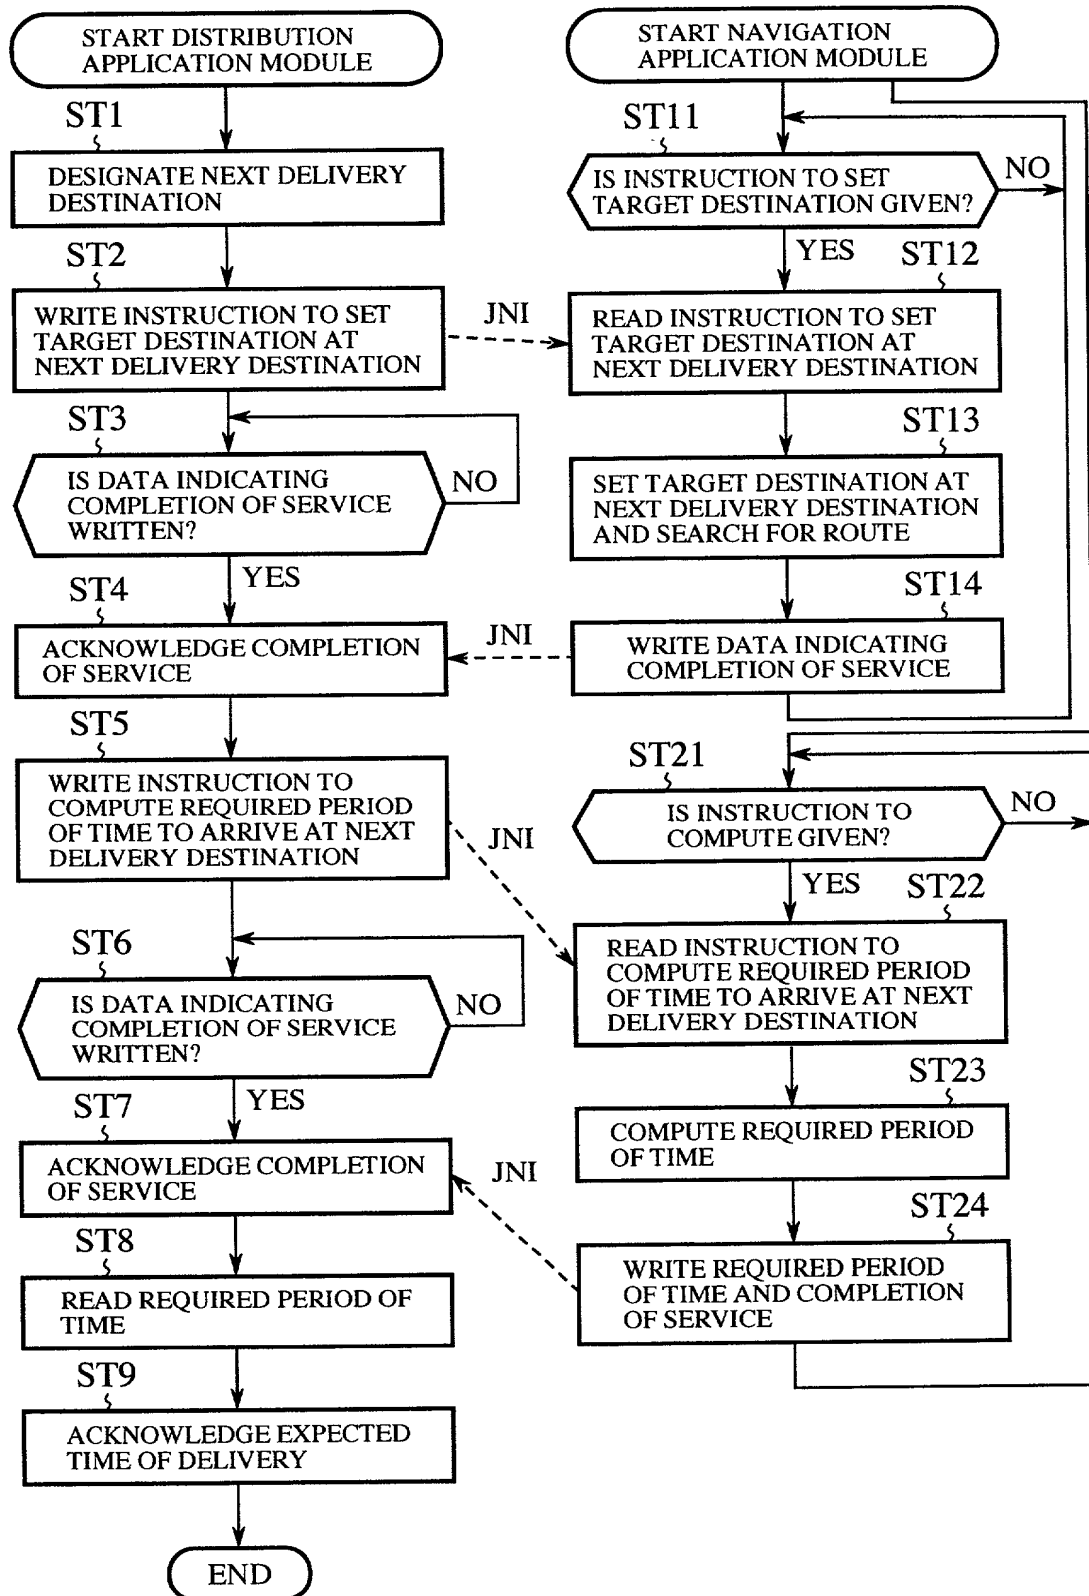 START DISTRIBUTION
APPLICATION MODULE
ST1
DESIGNATE NEXT DELIVERY
DESTINATION
ST2
WRITE INSTRUCTION TO SET
TARGET DESTINATION AT
NEXT DELIVERY DESTINATION
JNI
ST3
IS DATA INDICATING
COMPLETION OF SERVICE
WRITTEN?
NO
YES
ST4
ACKNOWLEDGE COMPLETION
OF SERVICE
JNI
ST5
WRITE INSTRUCTION TO
COMPUTE REQUIRED PERIOD
OF TIME TO ARRIVE AT NEXT
DELIVERY DESTINATION
JNI
ST6
IS DATA INDICATING
COMPLETION OF SERVICE
WRITTEN?
NO
YES
ST7
ACKNOWLEDGE COMPLETION
OF SERVICE
JNI
ST8
READ REQUIRED PERIOD OF
TIME
ST9
ACKNOWLEDGE EXPECTED
TIME OF DELIVERY
END
START NAVIGATION
APPLICATION MODULE
ST11
IS INSTRUCTION TO SET
TARGET DESTINATION GIVEN?
NO
YES
ST12
READ INSTRUCTION TO SET
TARGET DESTINATION AT
NEXT DELIVERY DESTINATION
ST13
SET TARGET DESTINATION AT
NEXT DELIVERY DESTINATION
AND SEARCH FOR ROUTE
ST14
WRITE DATA INDICATING
COMPLETION OF SERVICE
ST21
IS INSTRUCTION TO
COMPUTE GIVEN?
NO
YES
ST22
READ INSTRUCTION TO
COMPUTE REQUIRED PERIOD
OF TIME TO ARRIVE AT NEXT
DELIVERY DESTINATION
ST23
COMPUTE REQUIRED PERIOD
OF TIME
ST24
WRITE REQUIRED PERIOD
OF TIME AND COMPLETION
OF SERVICE